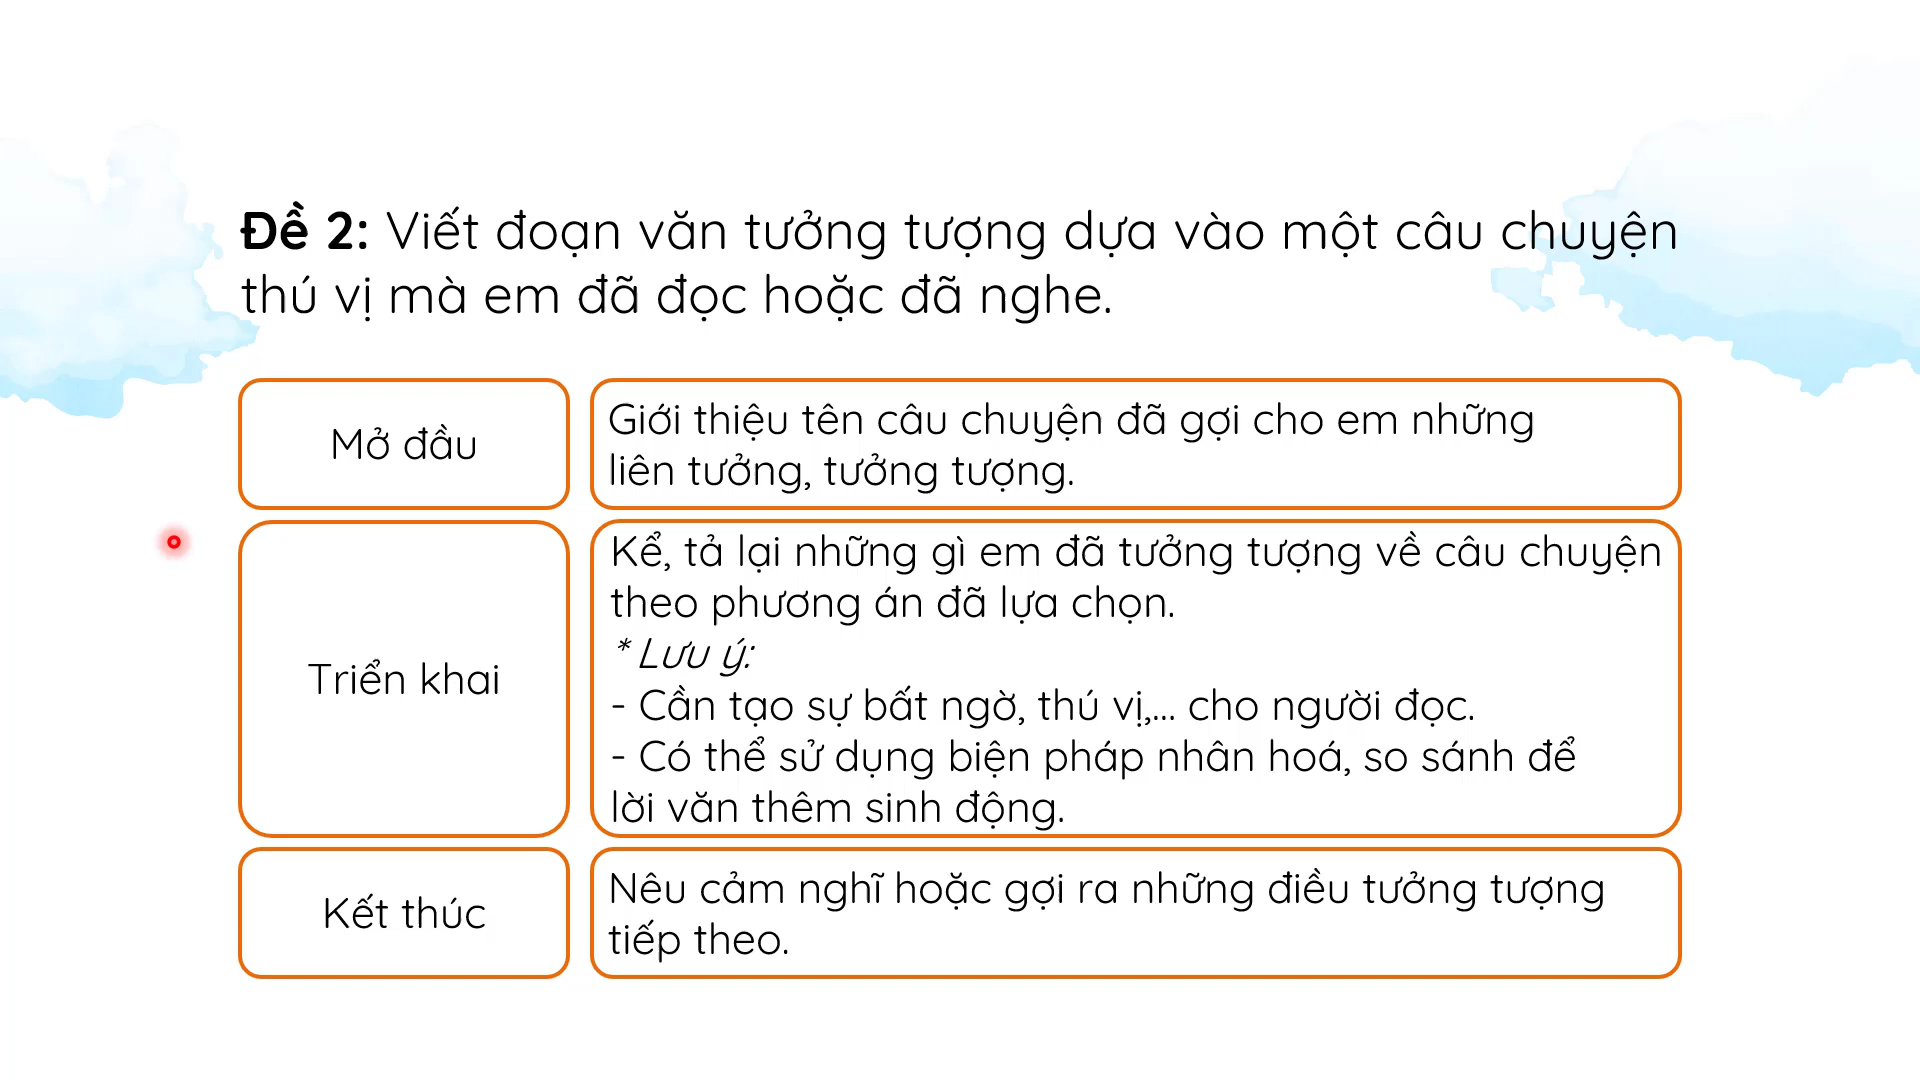 Đề 2: Viết đoạn văn tưởng tượng dựa vào một câu chuyện
thú vị mà em đã đọc hoặc đã nghe.
Mở đầu
Giới thiệu tên câu chuyện đã gợi cho em những
liên tưởng, tưởng tượng.
Triển khai
Kể, tả lại những gì em đã tưởng tượng về câu chuyện
theo phương án đã lựa chọn.
* Lưu ý:
- Cần tạo sự bất ngờ, thú vị,... cho người đọc.
- Có thể sử dụng biện pháp nhân hoá, so sánh để
lời văn thêm sinh động.
Kết thúc
Nêu cảm nghĩ hoặc gợi ra những điều tưởng tượng
tiếp theo.